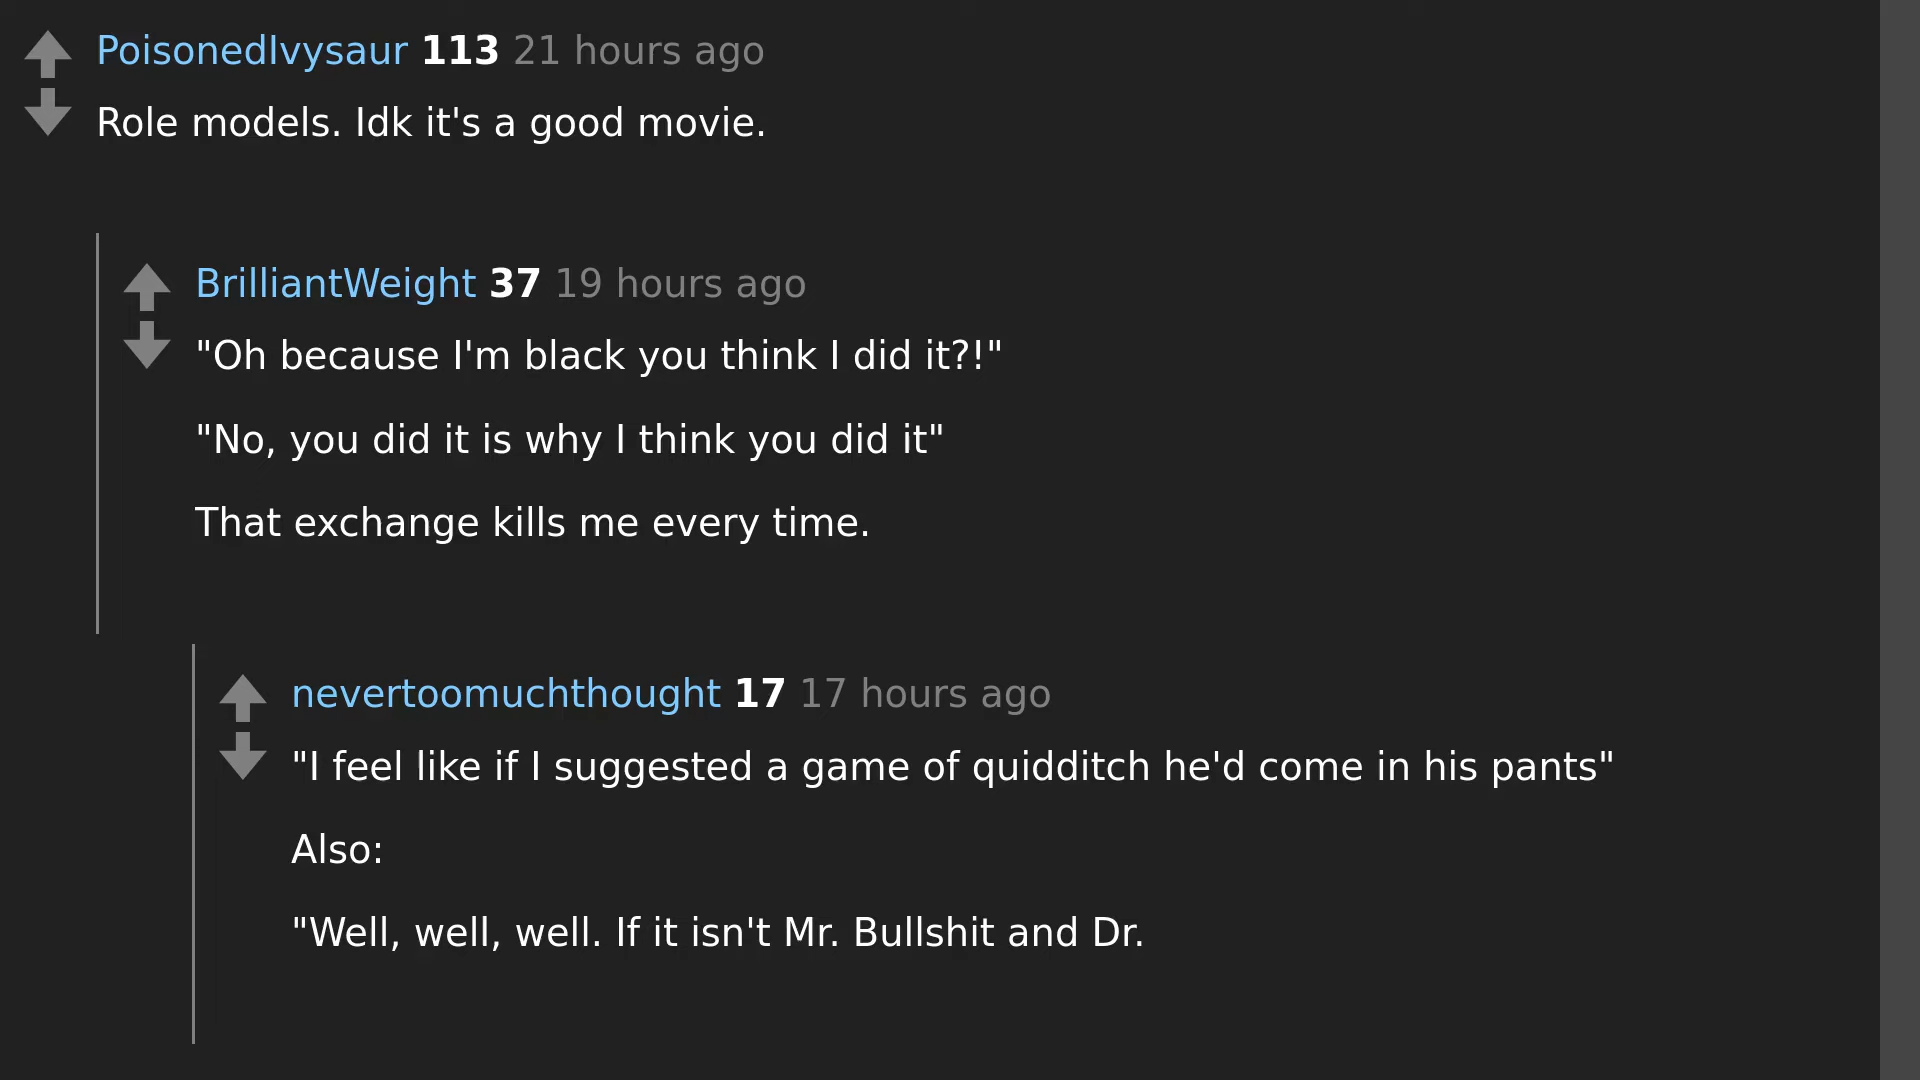 PoisonedIvysaur 113 21 hours ago
Role models. Idk it's a good movie.
BrilliantWeight 37 19 hours ago
"Oh because I'm black you think I did it?!"
"No, you did it is why I think you did it"
That exchange kills me every time.
nevertoomuchthought 17 17 hours ago
"I feel like if I suggested a game of quidditch he'd come in his pants"
Also:
"Well, well, well. If it isn't Mr. Bullshit and Dr.